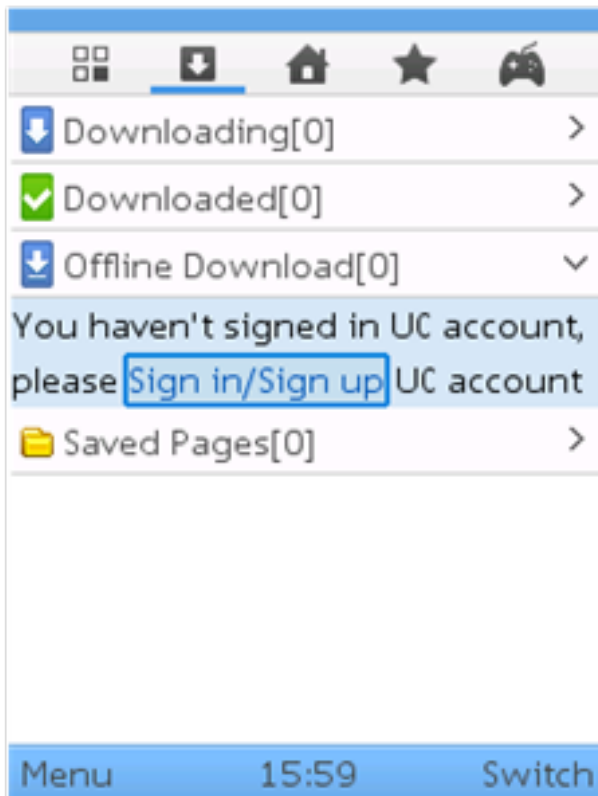 Downloading[0]
Downloaded[0]
Offline Download[0]
You haven't signed in UC account,
please Sign in/Sign up UC account
Saved Pages[0]
Menu 15:59 Switch